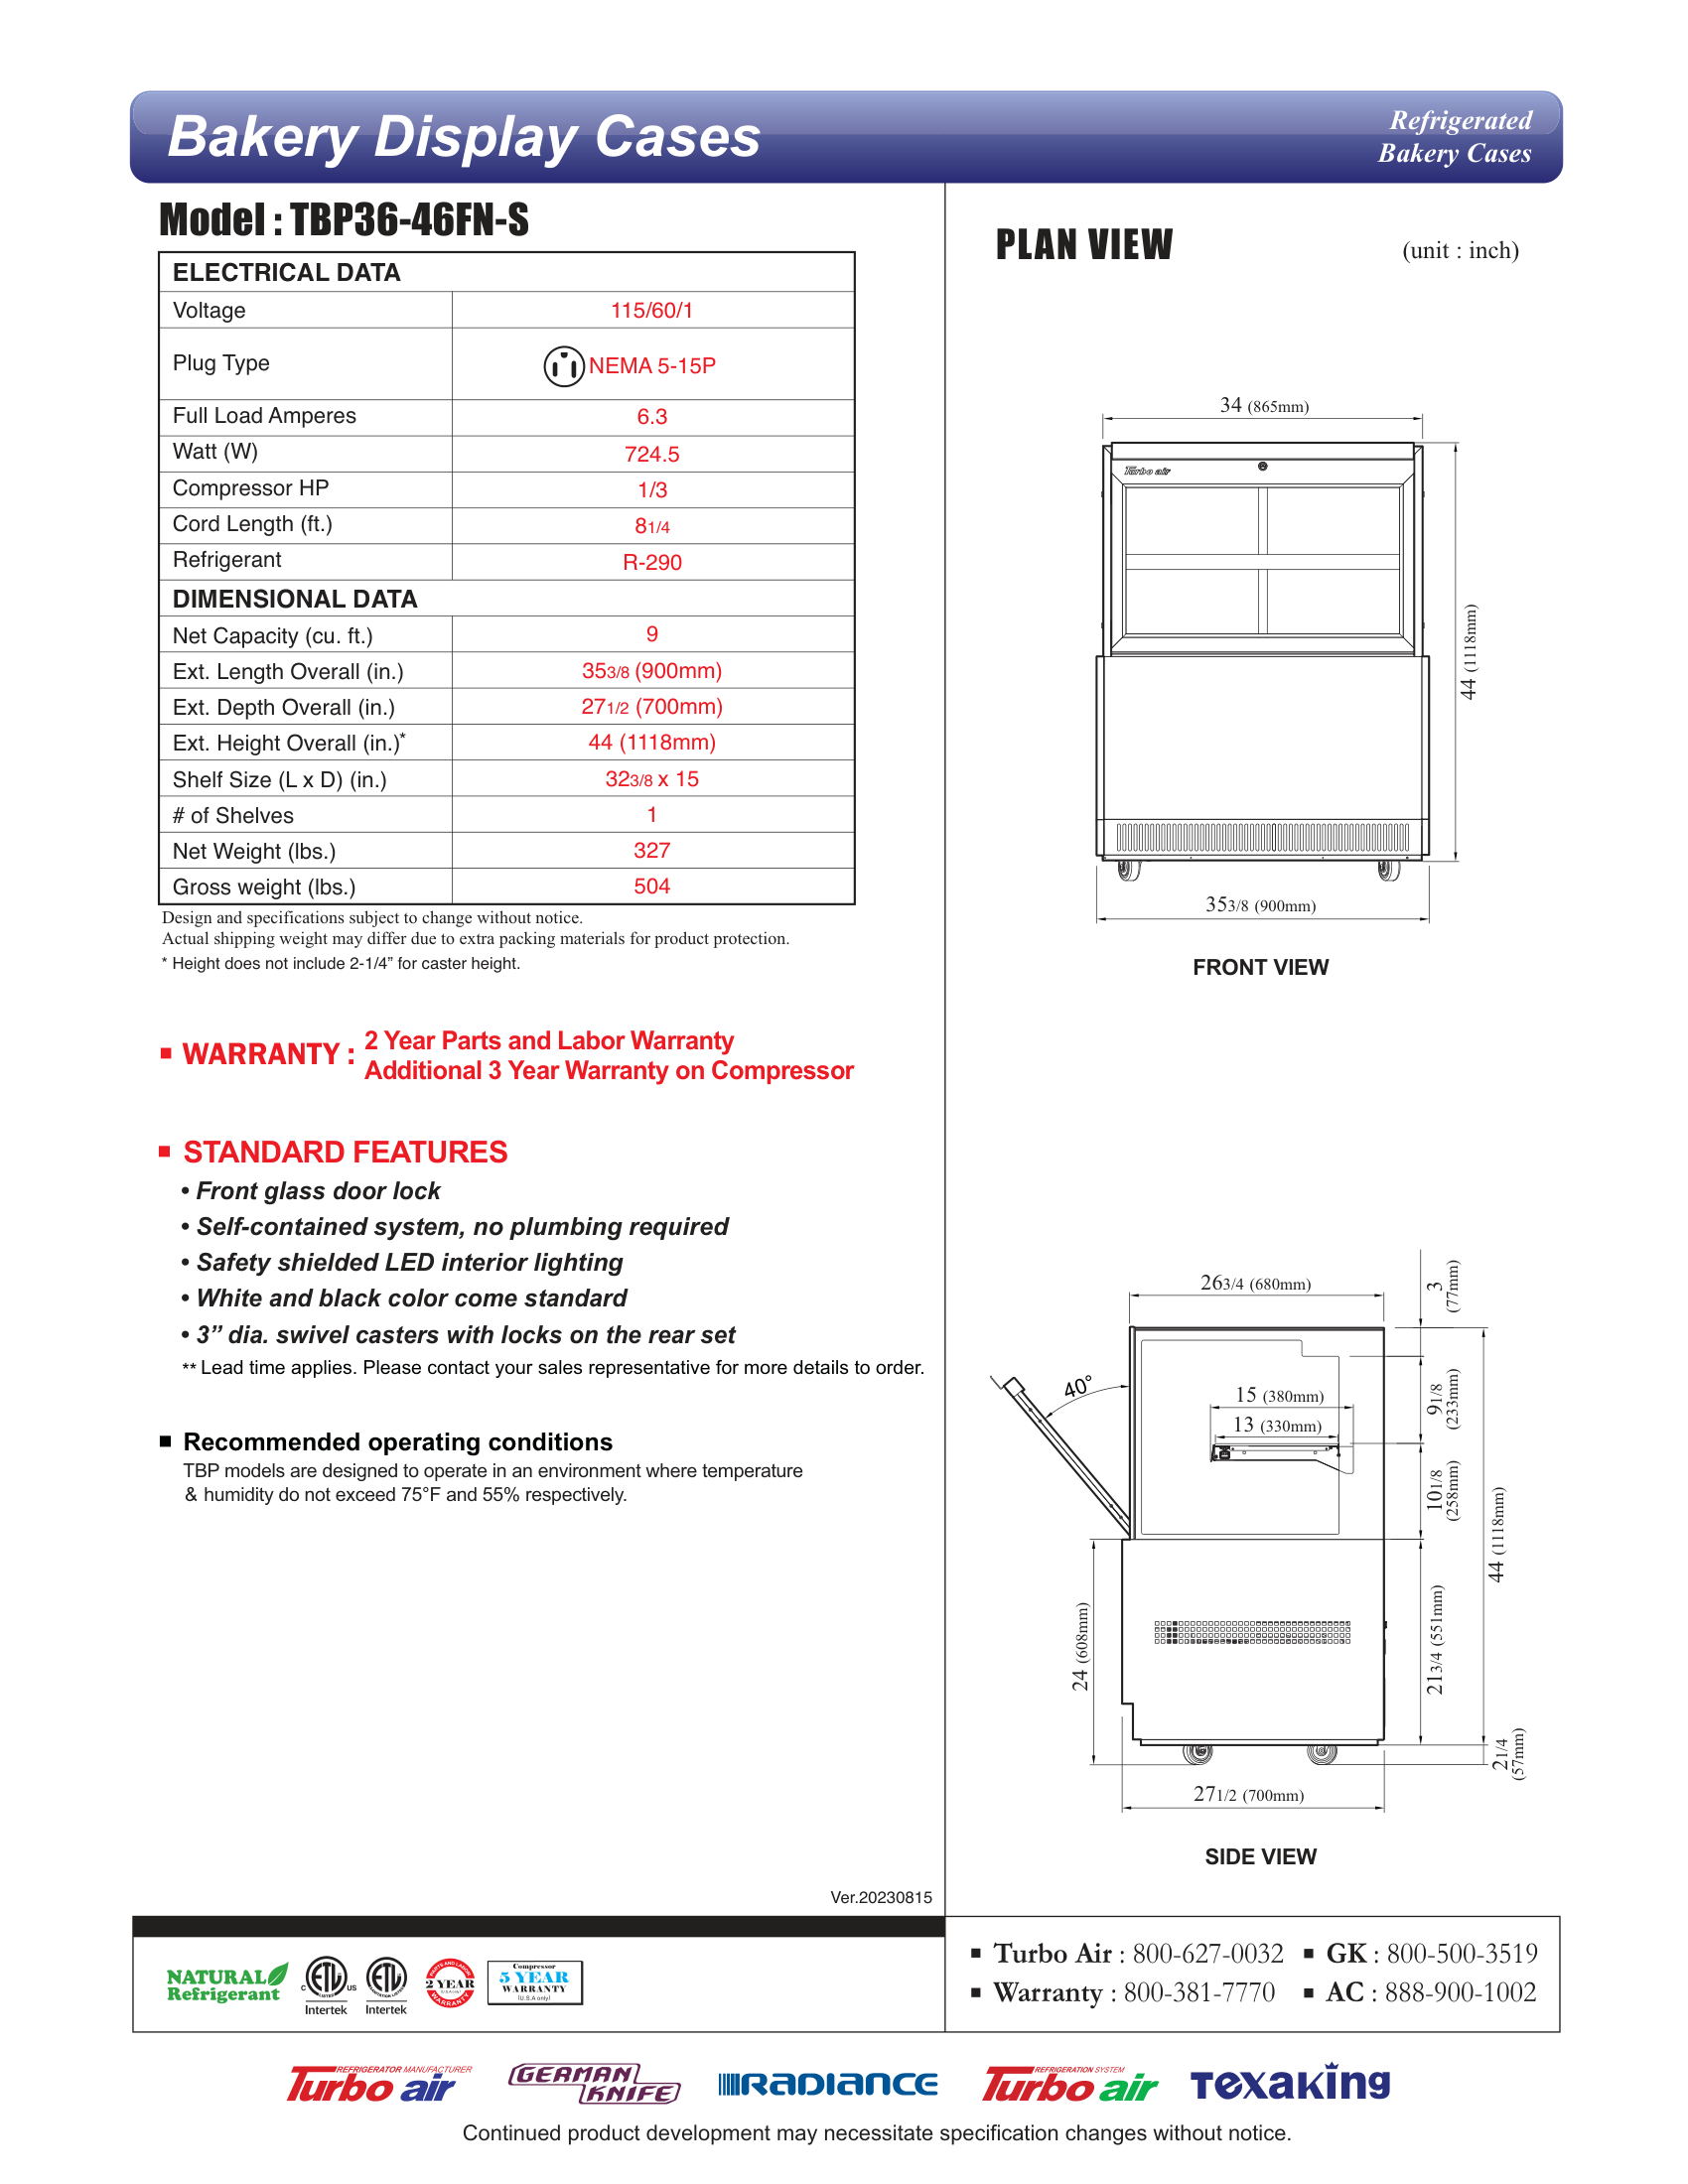 Bakery Display Cases
Refrigerated
Bakery Cases
Model : TBP36-46FN-S
ELECTRICAL DATA
Voltage 115/60/1
Plug Type NEMA 5-15P
Full Load Amperes 6.3
Watt (W) 724.5
Compressor HP 1/3
Cord Length (ft.) 8 1/4
Refrigerant R-290
DIMENSIONAL DATA
Net Capacity (cu. ft.) 9
Ext. Length Overall (in.) 35 3/8 (900mm)
Ext. Depth Overall (in.) 27 1/2 (700mm)
Ext. Height Overall (in.)* 44 (1118mm)
Shelf Size (L x D) (in.) 32 3/8 x 15
# of Shelves 1
Net Weight (lbs.) 327
Gross weight (lbs.) 504
Design and specifications subject to change without notice.
Actual shipping weight may differ due to extra packing materials for product protection.
* Height does not include 2-1/4” for caster height.
WARRANTY : 2 Year Parts and Labor Warranty
Additional 3 Year Warranty on Compressor
STANDARD FEATURES
• Front glass door lock
• Self-contained system, no plumbing required
• Safety shielded LED interior lighting
• White and black color come standard
• 3” dia. swivel casters with locks on the rear set
** Lead time applies. Please contact your sales representative for more details to order.
Recommended operating conditions
TBP models are designed to operate in an environment where temperature
& humidity do not exceed 75°F and 55% respectively.
Ver.20230815
PLAN VIEW
(unit : inch)
34 (865mm)
Turbo air
44 (1118mm)
35 3/8 (900mm)
FRONT VIEW
26 3/4 (680mm)
3 (77mm)
40°
15 (380mm)
13 (330mm)
9 1/8 (233mm)
10 1/8 (258mm)
44 (1118mm)
24 (608mm)
21 3/4 (551mm)
2 1/4 (57mm)
27 1/2 (700mm)
SIDE VIEW
NATURAL
Refrigerant
C ETL US
Intertek
ETL
Intertek
PARTS AND LABOR
2 YEAR
WARRANTY
Compressor
5 YEAR
WARRANTY
(U.S.A only)
Turbo Air : 800-627-0032
GK : 800-500-3519
Warranty : 800-381-7770
AC : 888-900-1002
REFRIGERATOR MANUFACTURER
Turbo air
GERMAN
KNIFE
RADIANCE
REFRIGERATION SYSTEM
Turbo air
TEXAKING
Continued product development may necessitate specification changes without notice.